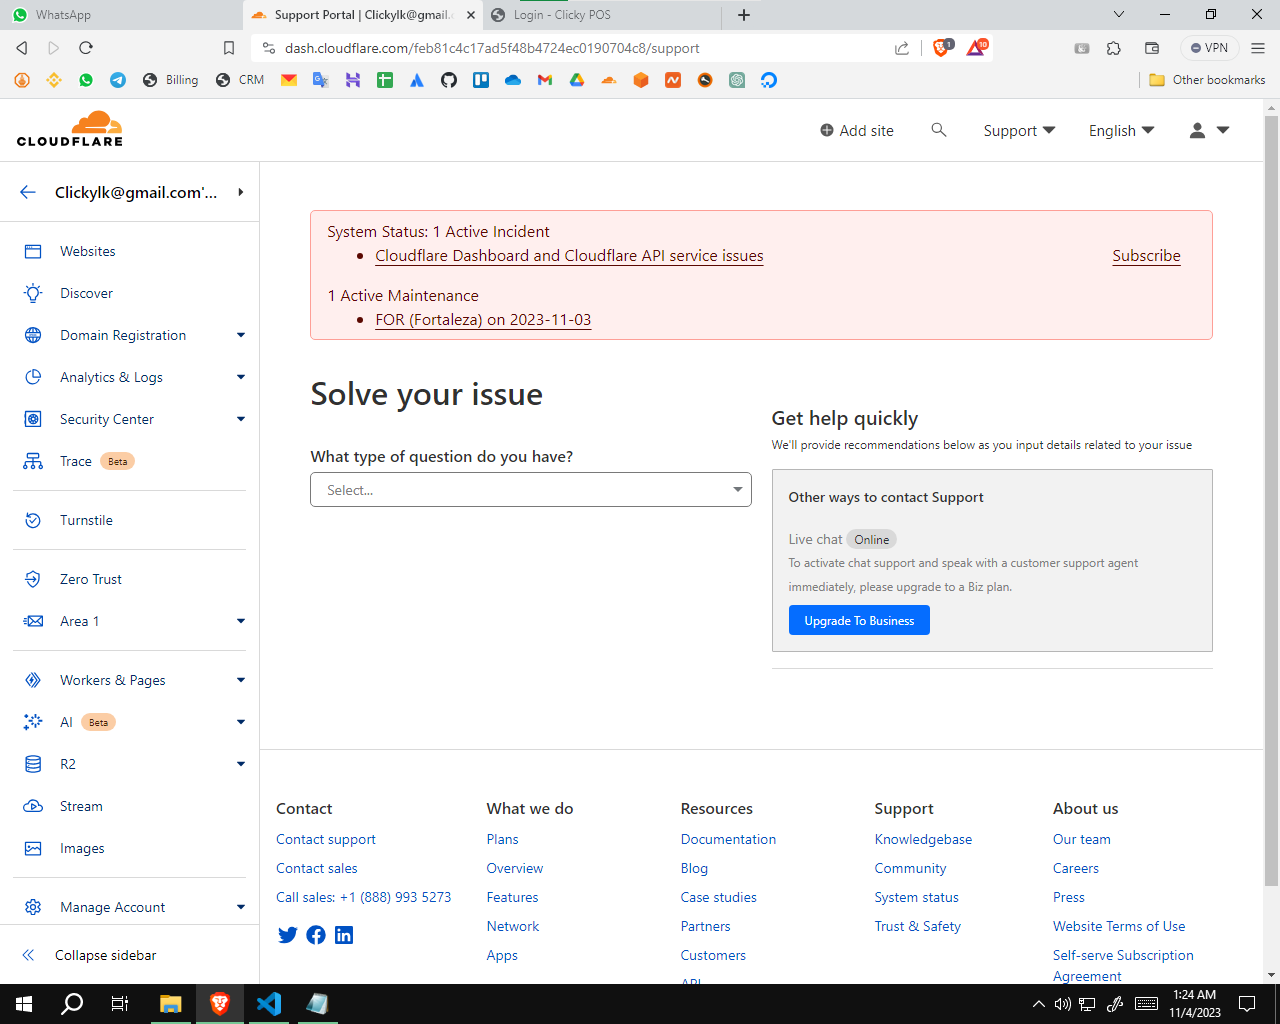 WhatsApp
Support Portal | Clickylk@gmail.
Login - Clicky POS
dash.cloudflare.com/feb81c4c17ad5f48b4724ec0190704c8/support
1
10
VPN
Billing
CRM
Other bookmarks
CLOUDFLARE
Add site
Support
English
Clickylk@gmail.com'...
Websites
Discover
Domain Registration
Analytics & Logs
Security Center
Trace Beta
Turnstile
Zero Trust
Area 1
Workers & Pages
AI Beta
R2
Stream
Images
Manage Account
Collapse sidebar
System Status: 1 Active Incident
Cloudflare Dashboard and Cloudflare API service issues
Subscribe
1 Active Maintenance
FOR (Fortaleza) on 2023-11-03
Solve your issue
What type of question do you have?
Select...
Get help quickly
We'll provide recommendations below as you input details related to your issue
Other ways to contact Support
Live chat Online
To activate chat support and speak with a customer support agent
immediately, please upgrade to a Biz plan.
Upgrade To Business
Contact
Contact support
Contact sales
Call sales: +1 (888) 993 5273
What we do
Plans
Overview
Features
Network
Apps
Resources
Documentation
Blog
Case studies
Partners
Customers
API
Support
Knowledgebase
Community
System status
Trust & Safety
About us
Our team
Careers
Press
Website Terms of Use
Self-serve Subscription
Agreement
1:24 AM
11/4/2023